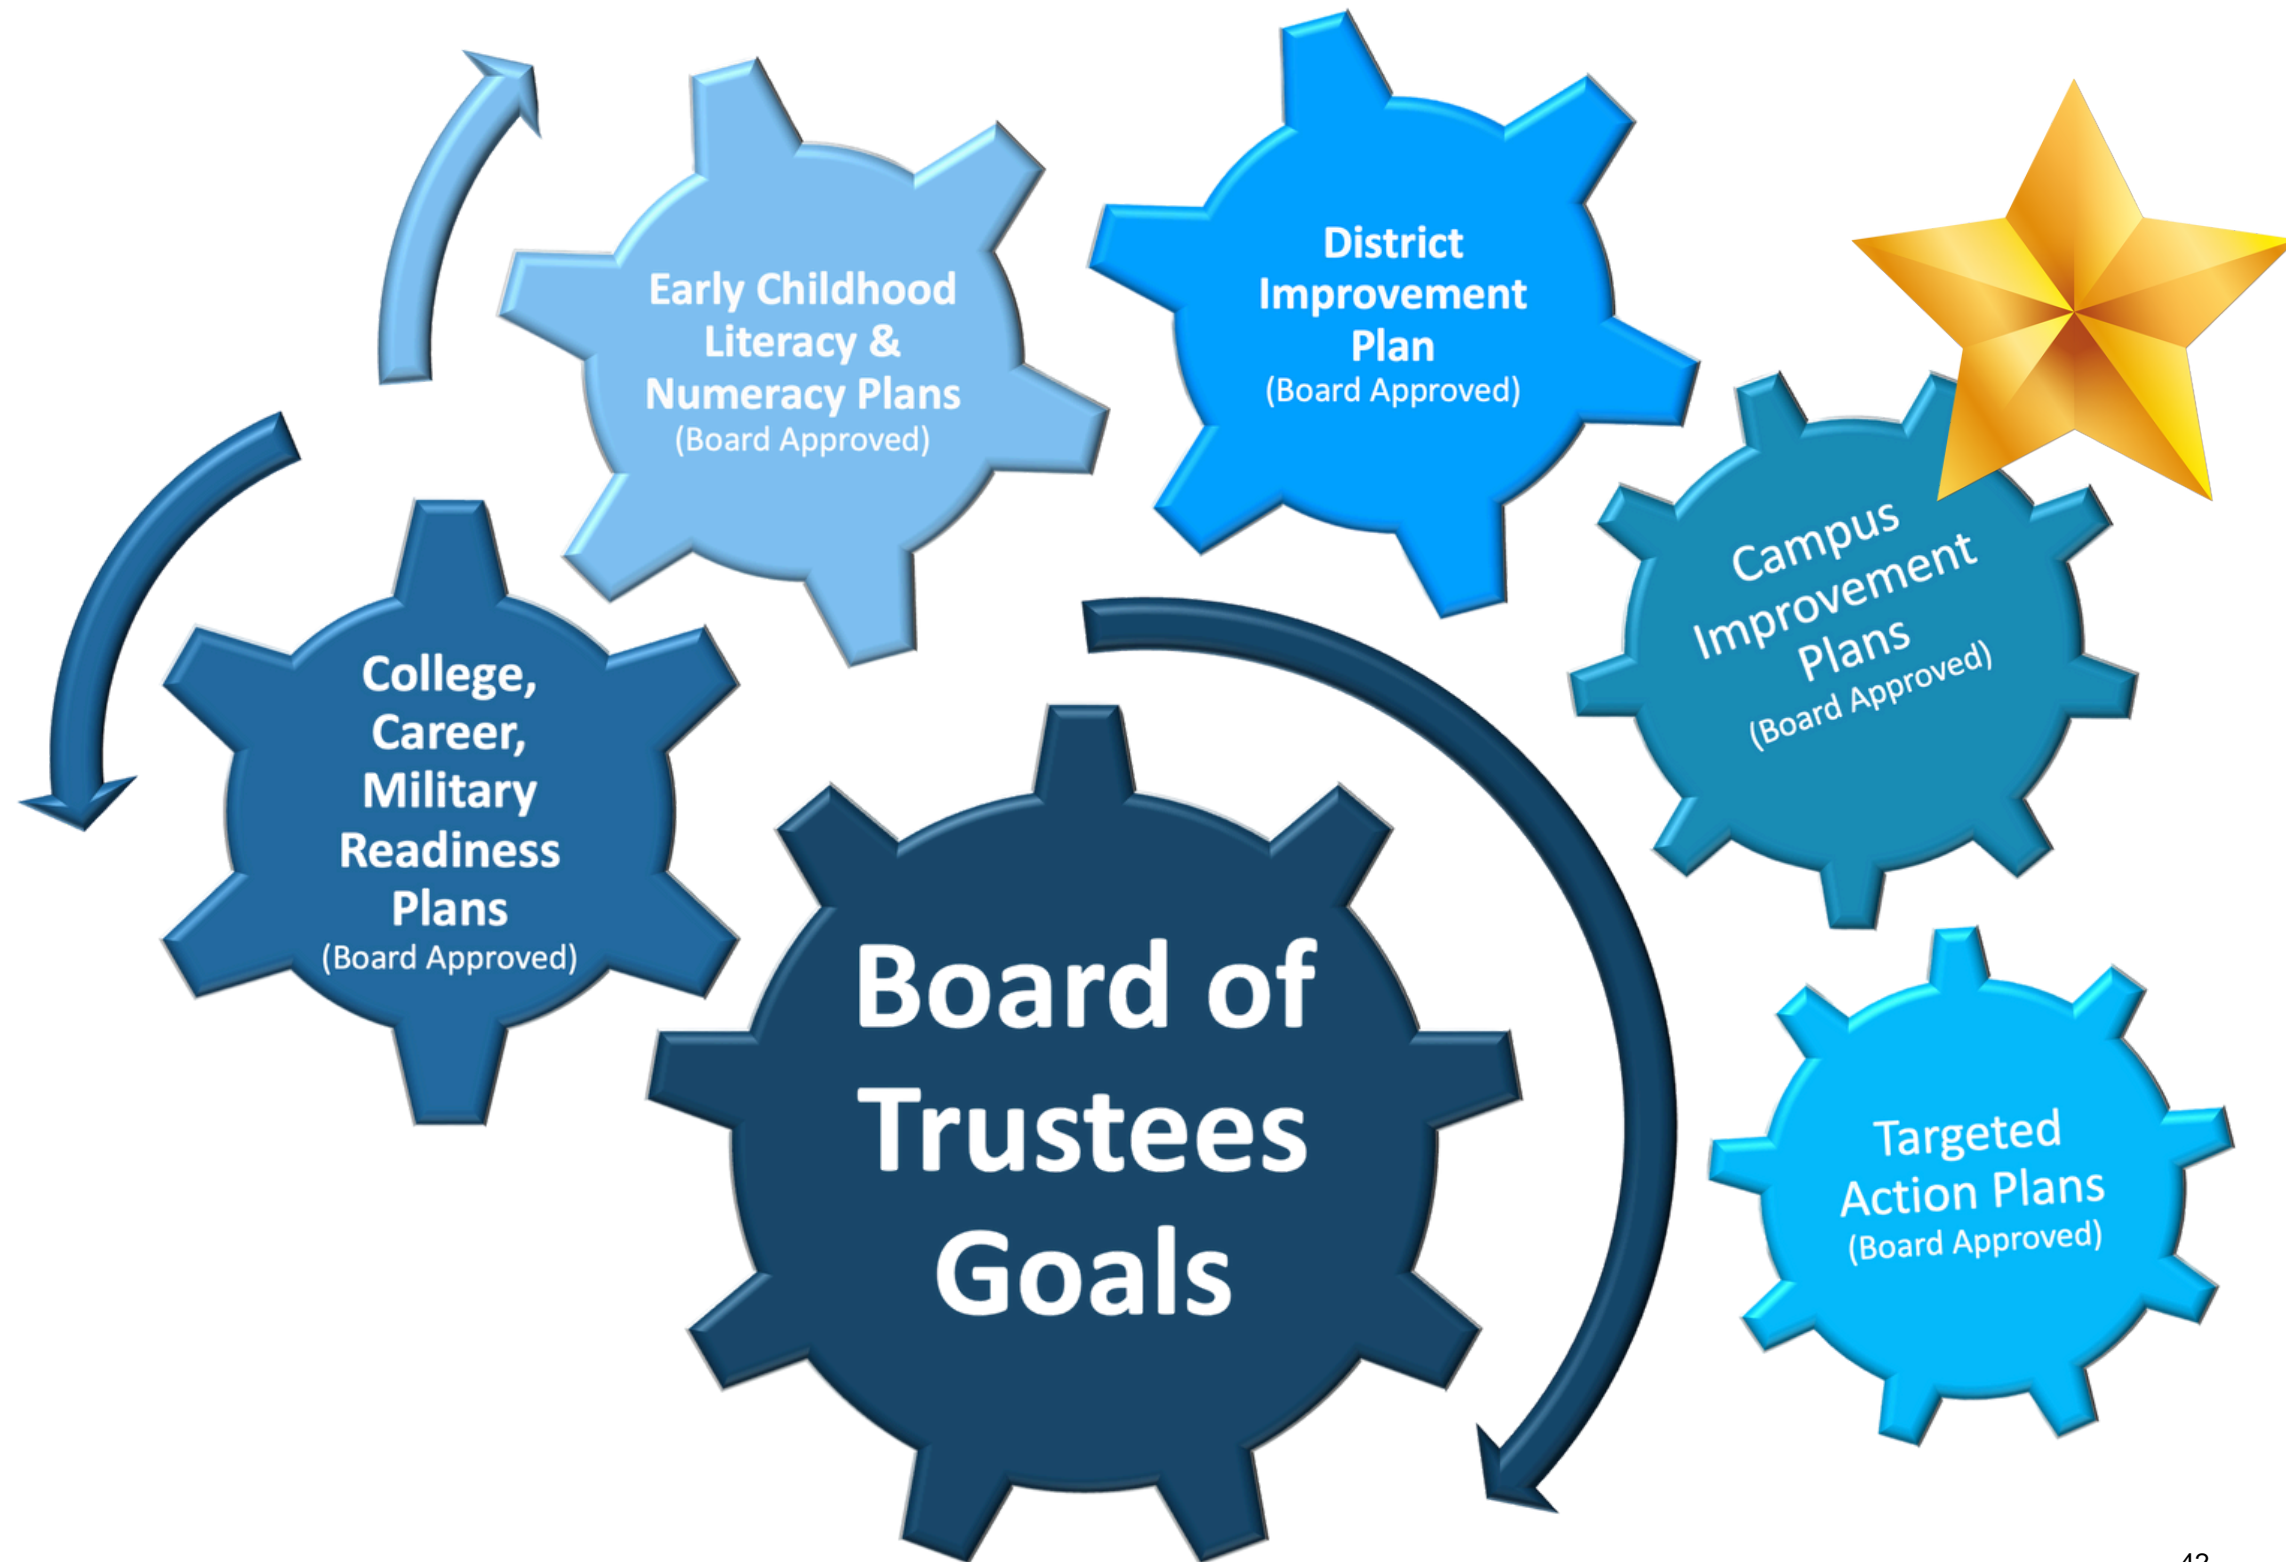 Early Childhood
Literacy &
Numeracy Plans
(Board Approved)
District
Improvement
Plan
(Board Approved)
Campus
Improvement
Plans
(Board Approved)
College,
Career,
Military
Readiness
Plans
(Board Approved)
Board of
Trustees
Goals
Targeted
Action Plans
(Board Approved)